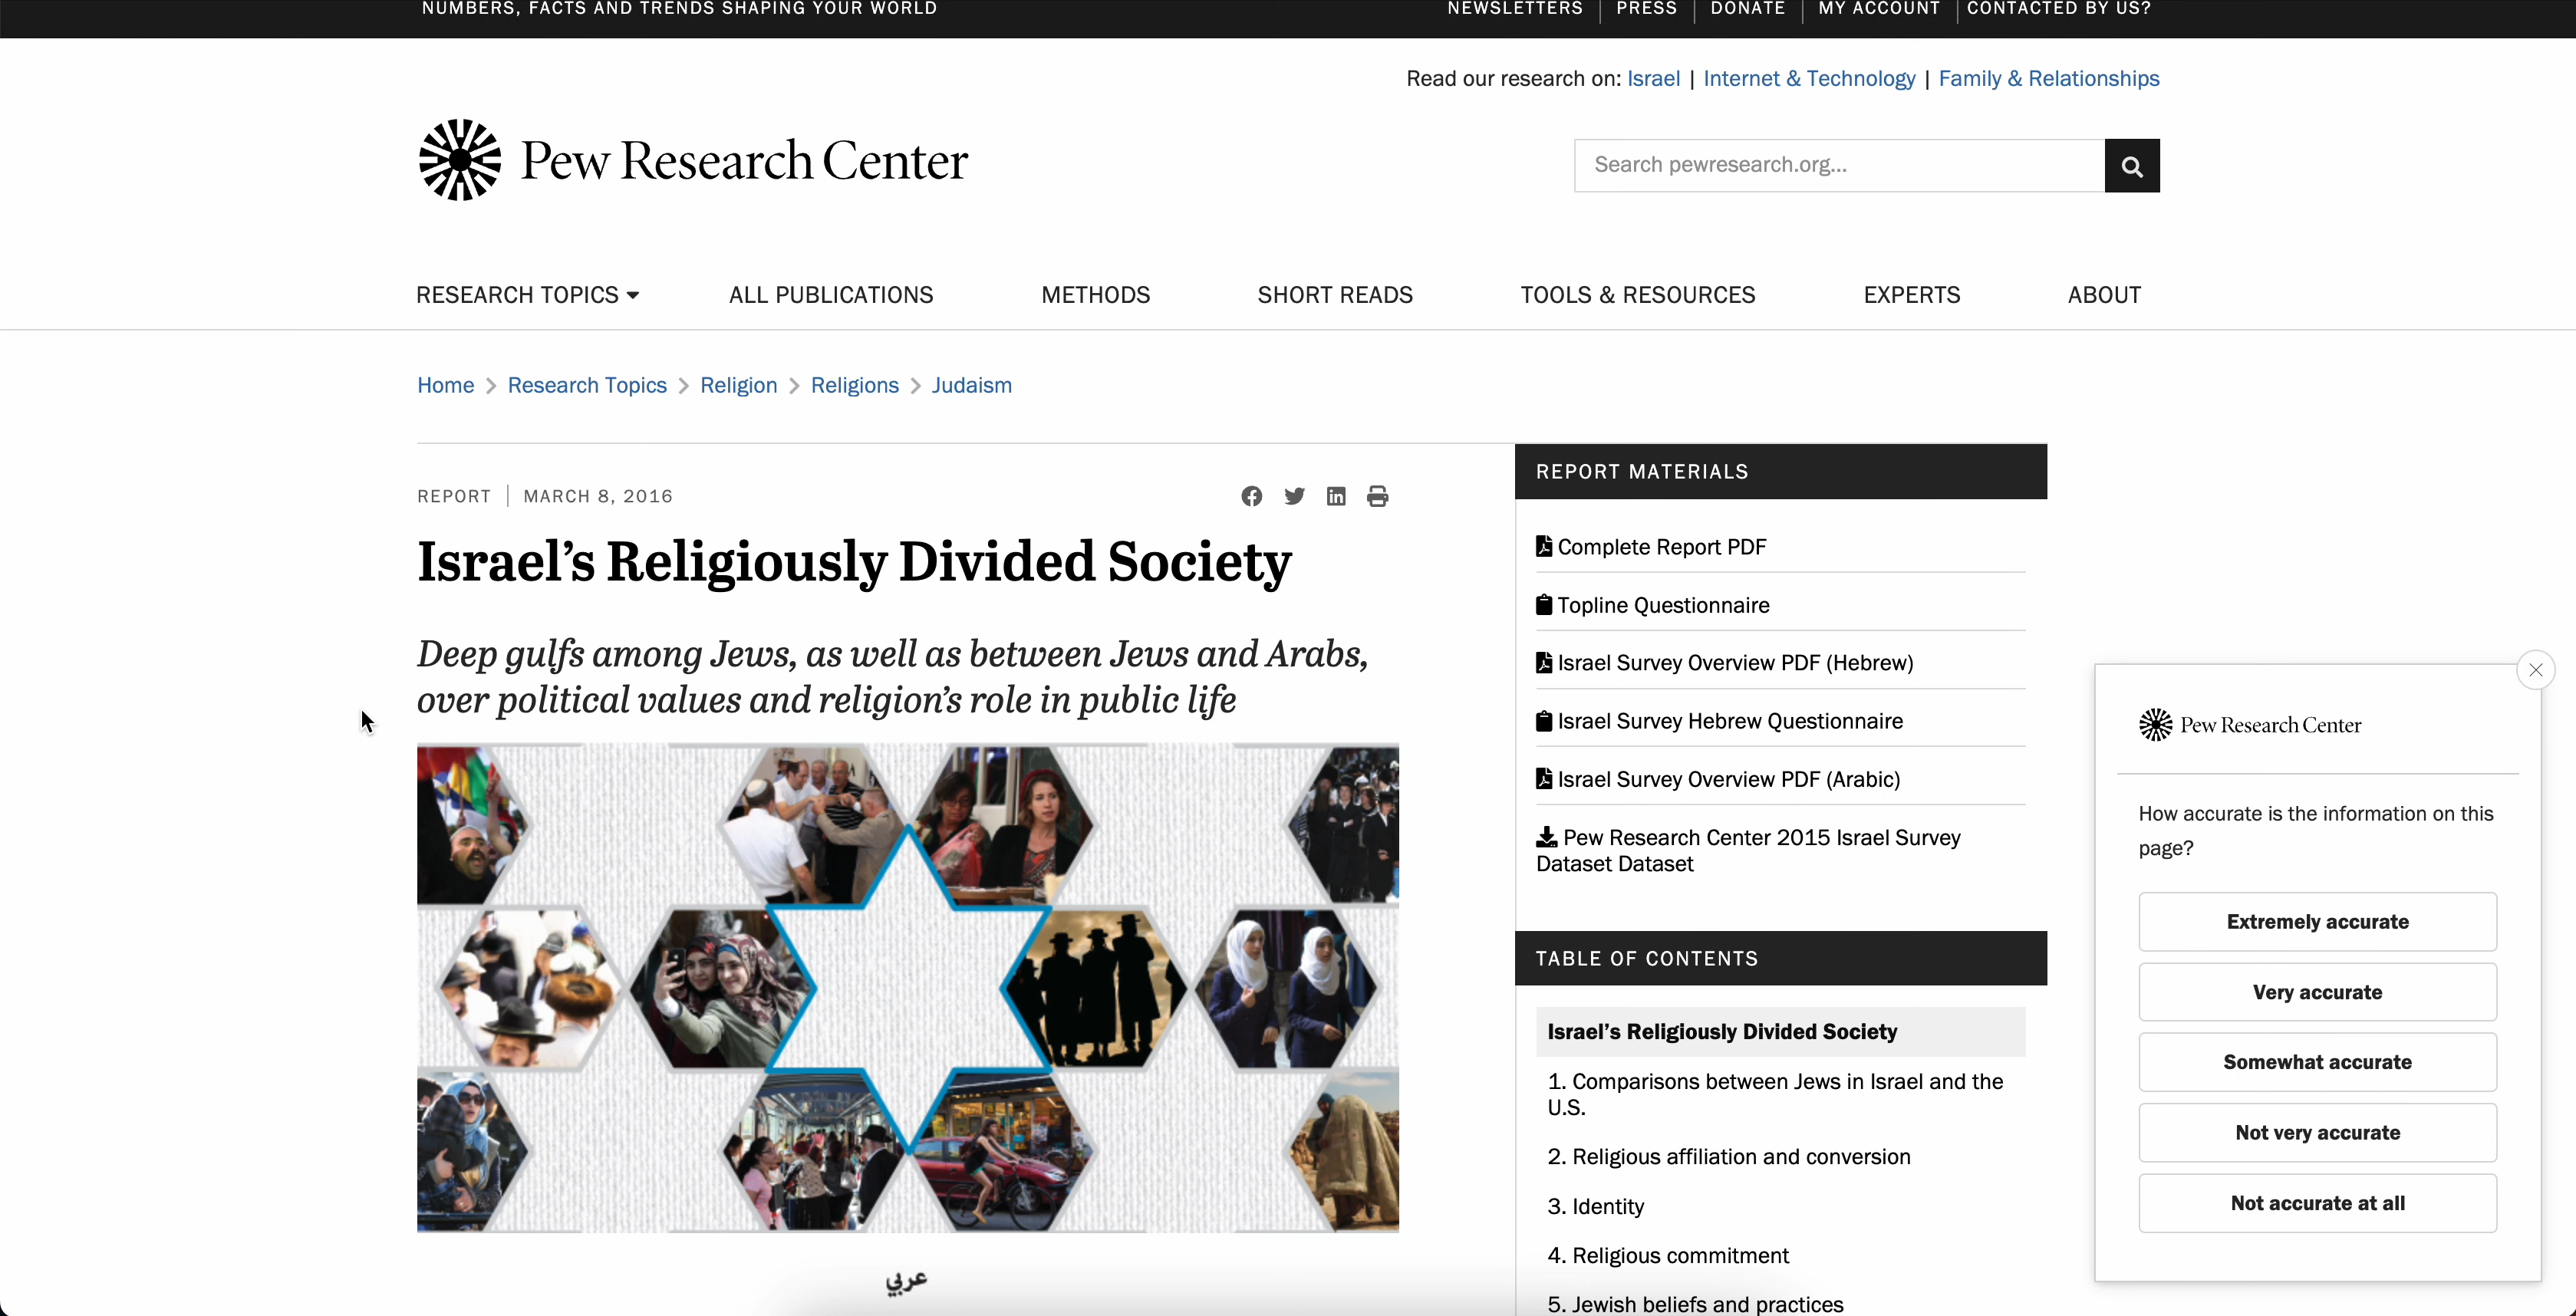 NUMBERS, FACTS AND TRENDS SHAPING YOUR WORLD
NEWSLETTERS | PRESS | DONATE | MY ACCOUNT | CONTACTED BY US?
Read our research on: Israel | Internet & Technology | Family & Relationships
Pew Research Center
Search pewresearch.org...
RESEARCH TOPICS ALL PUBLICATIONS METHODS SHORT READS TOOLS & RESOURCES EXPERTS ABOUT
Home > Research Topics > Religion > Religions > Judaism
REPORT | MARCH 8, 2016
Israel’s Religiously Divided Society
Deep gulfs among Jews, as well as between Jews and Arabs,
over political values and religion’s role in public life
عربي
REPORT MATERIALS
Complete Report PDF
Topline Questionnaire
Israel Survey Overview PDF (Hebrew)
Israel Survey Hebrew Questionnaire
Israel Survey Overview PDF (Arabic)
Pew Research Center 2015 Israel Survey
Dataset Dataset
TABLE OF CONTENTS
Israel’s Religiously Divided Society
1. Comparisons between Jews in Israel and the
U.S.
2. Religious affiliation and conversion
3. Identity
4. Religious commitment
5. Jewish beliefs and practices
Pew Research Center
How accurate is the information on this
page?
Extremely accurate
Very accurate
Somewhat accurate
Not very accurate
Not accurate at all